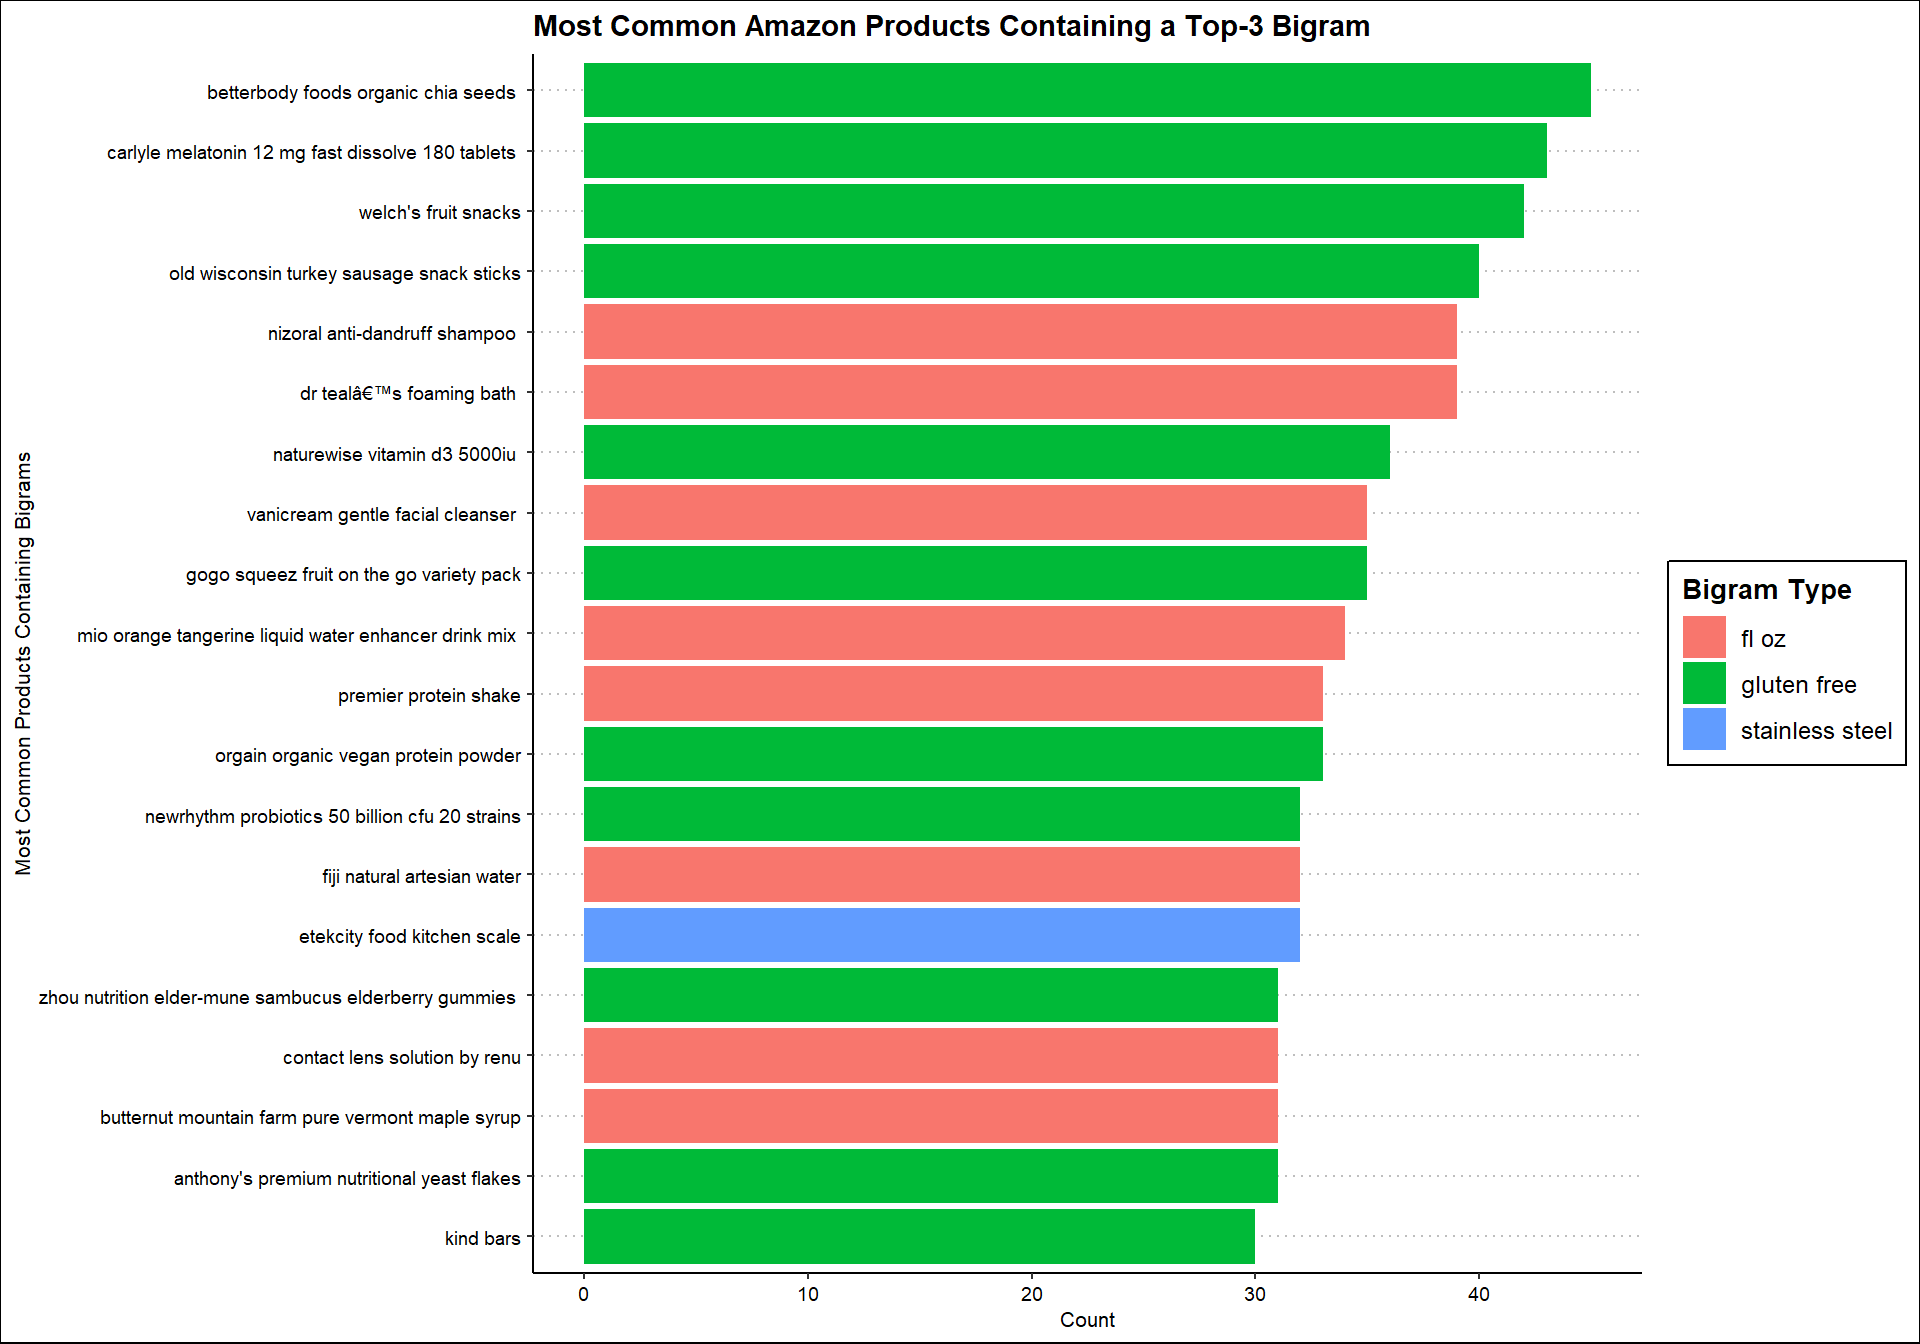 Most Common Amazon Products Containing a Top-3 Bigram
Most Common Products Containing Bigrams
betterbody foods organic chia seeds
carlyle melatonin 12 mg fast dissolve 180 tablets
welch's fruit snacks
old wisconsin turkey sausage snack sticks
nizoral anti-dandruff shampoo
dr tealâ€™s foaming bath
naturewise vitamin d3 5000iu
vanicream gentle facial cleanser
gogo squeez fruit on the go variety pack
mio orange tangerine liquid water enhancer drink mix
premier protein shake
orgain organic vegan protein powder
newrhythm probiotics 50 billion cfu 20 strains
fiji natural artesian water
etekcity food kitchen scale
zhou nutrition elder-mune sambucus elderberry gummies
contact lens solution by renu
butternut mountain farm pure vermont maple syrup
anthony's premium nutritional yeast flakes
kind bars
0 10 20 30 40
Count
Bigram Type
fl oz
gluten free
stainless steel